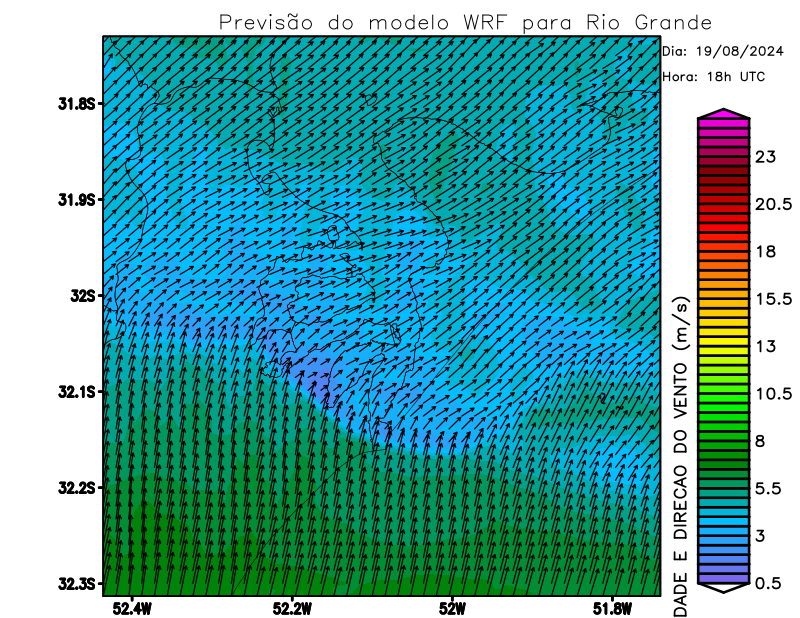 Previsão do modelo WRF para Rio Grande
Dia: 19/08/2024
Hora: 18h UTC
31.8S
31.9S
32S
32.1S
32.2S
32.3S
52.4W
52.2W
52W
51.8W
DADE E DIRECAO DO VENTO (m/s)
23
20.5
18
15.5
13
10.5
8
5.5
3
0.5